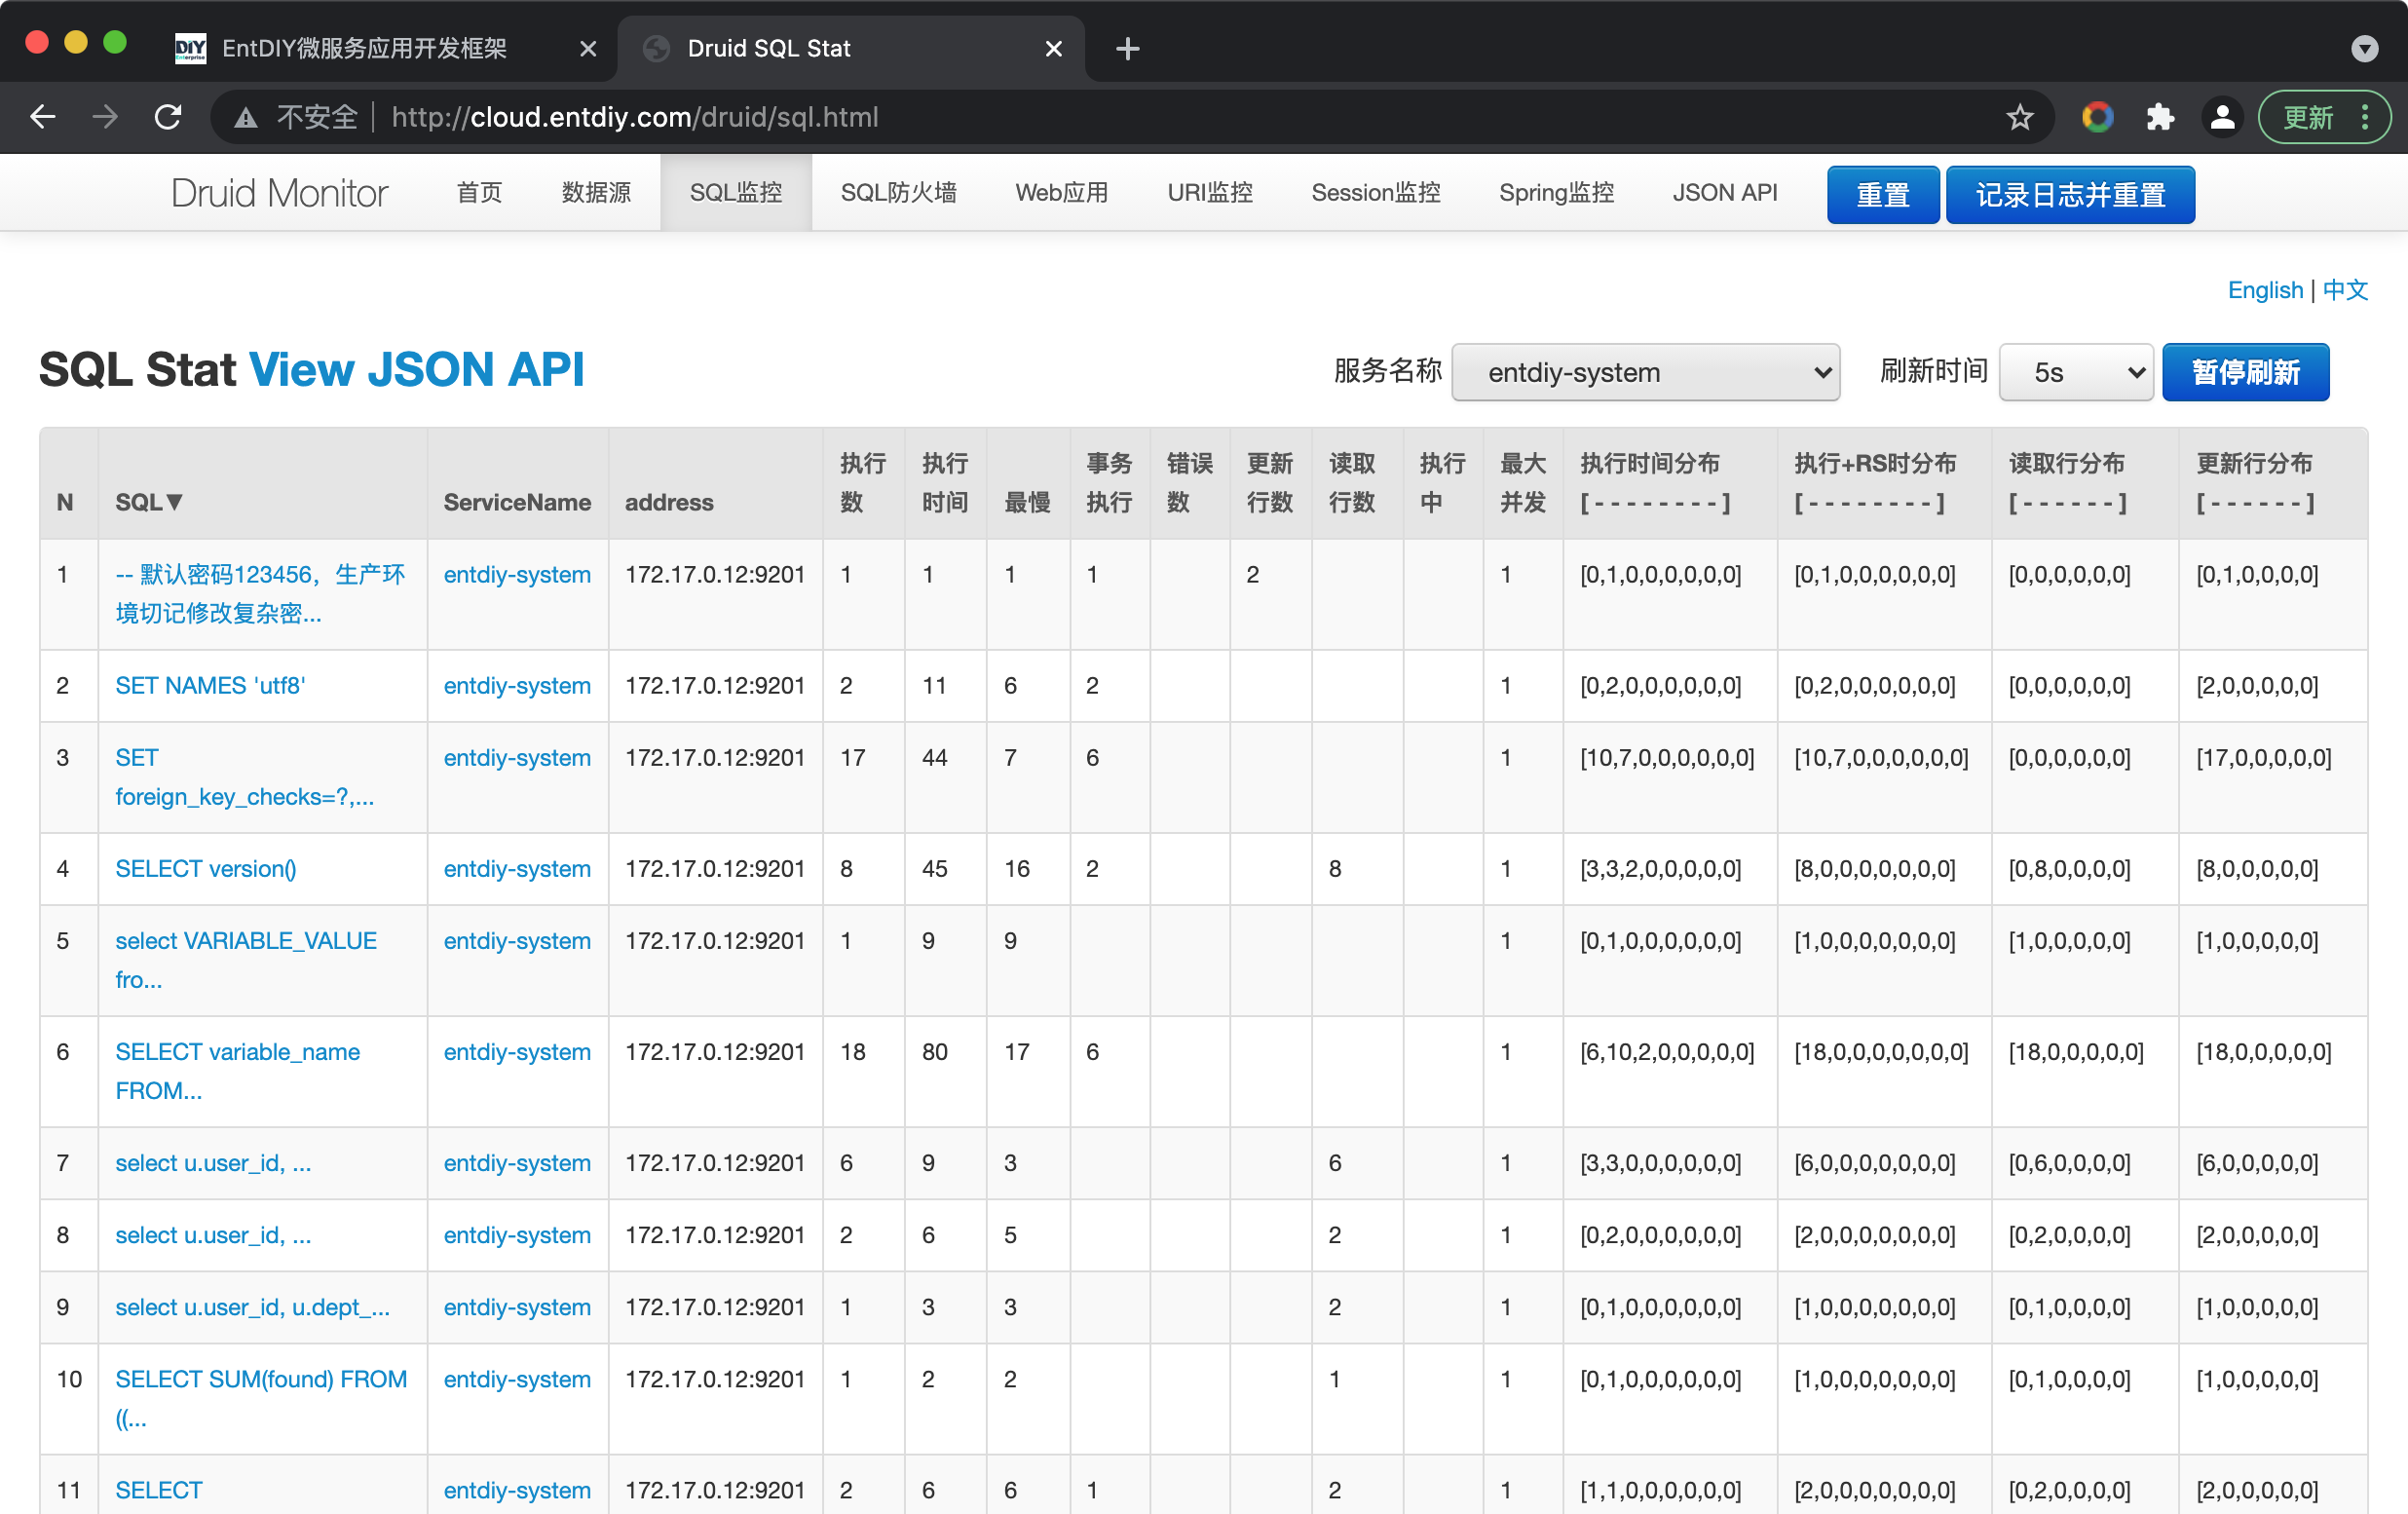 EntDIY微服务应用开发框架
Druid SQL Stat
不安全 http://cloud.entdiy.com/druid/sql.html 更新
Druid Monitor 首页 数据源 SQL监控 SQL防火墙 Web应用 URI监控 Session监控 Spring监控 JSON API 重置 记录日志并重置
English | 中文
SQL Stat View JSON API 服务名称 entdiy-system 刷新时间 5s 暂停刷新
N SQL▼ ServiceName address 执行数 执行时间 最慢 事务执行 错误数 更新行数 读取行数 执行中 最大并发 执行时间分布 [ - - - - - - - - ] 执行+RS时分布 [ - - - - - - - - ] 读取行分布 [ - - - - - - ] 更新行分布 [ - - - - - - ]
1 -- 默认密码123456，生产环 entdiy-system 172.17.0.12:9201 1 1 1 1 2 1 [0,1,0,0,0,0,0,0] [0,1,0,0,0,0,0,0] [0,0,0,0,0,0] [0,1,0,0,0,0]
境切记修改复杂密...
2 SET NAMES 'utf8' entdiy-system 172.17.0.12:9201 2 11 6 2 1 [0,2,0,0,0,0,0,0] [0,2,0,0,0,0,0,0] [0,0,0,0,0,0] [2,0,0,0,0,0]
3 SET entdiy-system 172.17.0.12:9201 17 44 7 6 1 [10,7,0,0,0,0,0,0] [10,7,0,0,0,0,0,0] [0,0,0,0,0,0] [17,0,0,0,0,0]
foreign_key_checks=?,...
4 SELECT version() entdiy-system 172.17.0.12:9201 8 45 16 2 8 1 [3,3,2,0,0,0,0,0] [8,0,0,0,0,0,0,0] [0,8,0,0,0,0] [8,0,0,0,0,0]
5 select VARIABLE_VALUE entdiy-system 172.17.0.12:9201 1 9 9 1 [0,1,0,0,0,0,0,0] [1,0,0,0,0,0,0,0] [1,0,0,0,0,0] [1,0,0,0,0,0]
fro...
6 SELECT variable_name entdiy-system 172.17.0.12:9201 18 80 17 6 1 [6,10,2,0,0,0,0,0] [18,0,0,0,0,0,0,0] [18,0,0,0,0,0] [18,0,0,0,0,0]
FROM...
7 select u.user_id, ... entdiy-system 172.17.0.12:9201 6 9 3 6 1 [3,3,0,0,0,0,0,0] [6,0,0,0,0,0,0,0] [0,6,0,0,0,0] [6,0,0,0,0,0]
8 select u.user_id, ... entdiy-system 172.17.0.12:9201 2 6 5 2 1 [0,2,0,0,0,0,0,0] [2,0,0,0,0,0,0,0] [0,2,0,0,0,0] [2,0,0,0,0,0]
9 select u.user_id, u.dept_... entdiy-system 172.17.0.12:9201 1 3 3 2 1 [0,1,0,0,0,0,0,0] [1,0,0,0,0,0,0,0] [0,1,0,0,0,0] [1,0,0,0,0,0]
10 SELECT SUM(found) FROM entdiy-system 172.17.0.12:9201 1 2 2 1 1 [0,1,0,0,0,0,0,0] [1,0,0,0,0,0,0,0] [0,1,0,0,0,0] [1,0,0,0,0,0]
((...
11 SELECT entdiy-system 172.17.0.12:9201 2 6 6 1 2 1 [1,1,0,0,0,0,0,0] [2,0,0,0,0,0,0,0] [0,2,0,0,0,0] [2,0,0,0,0,0]